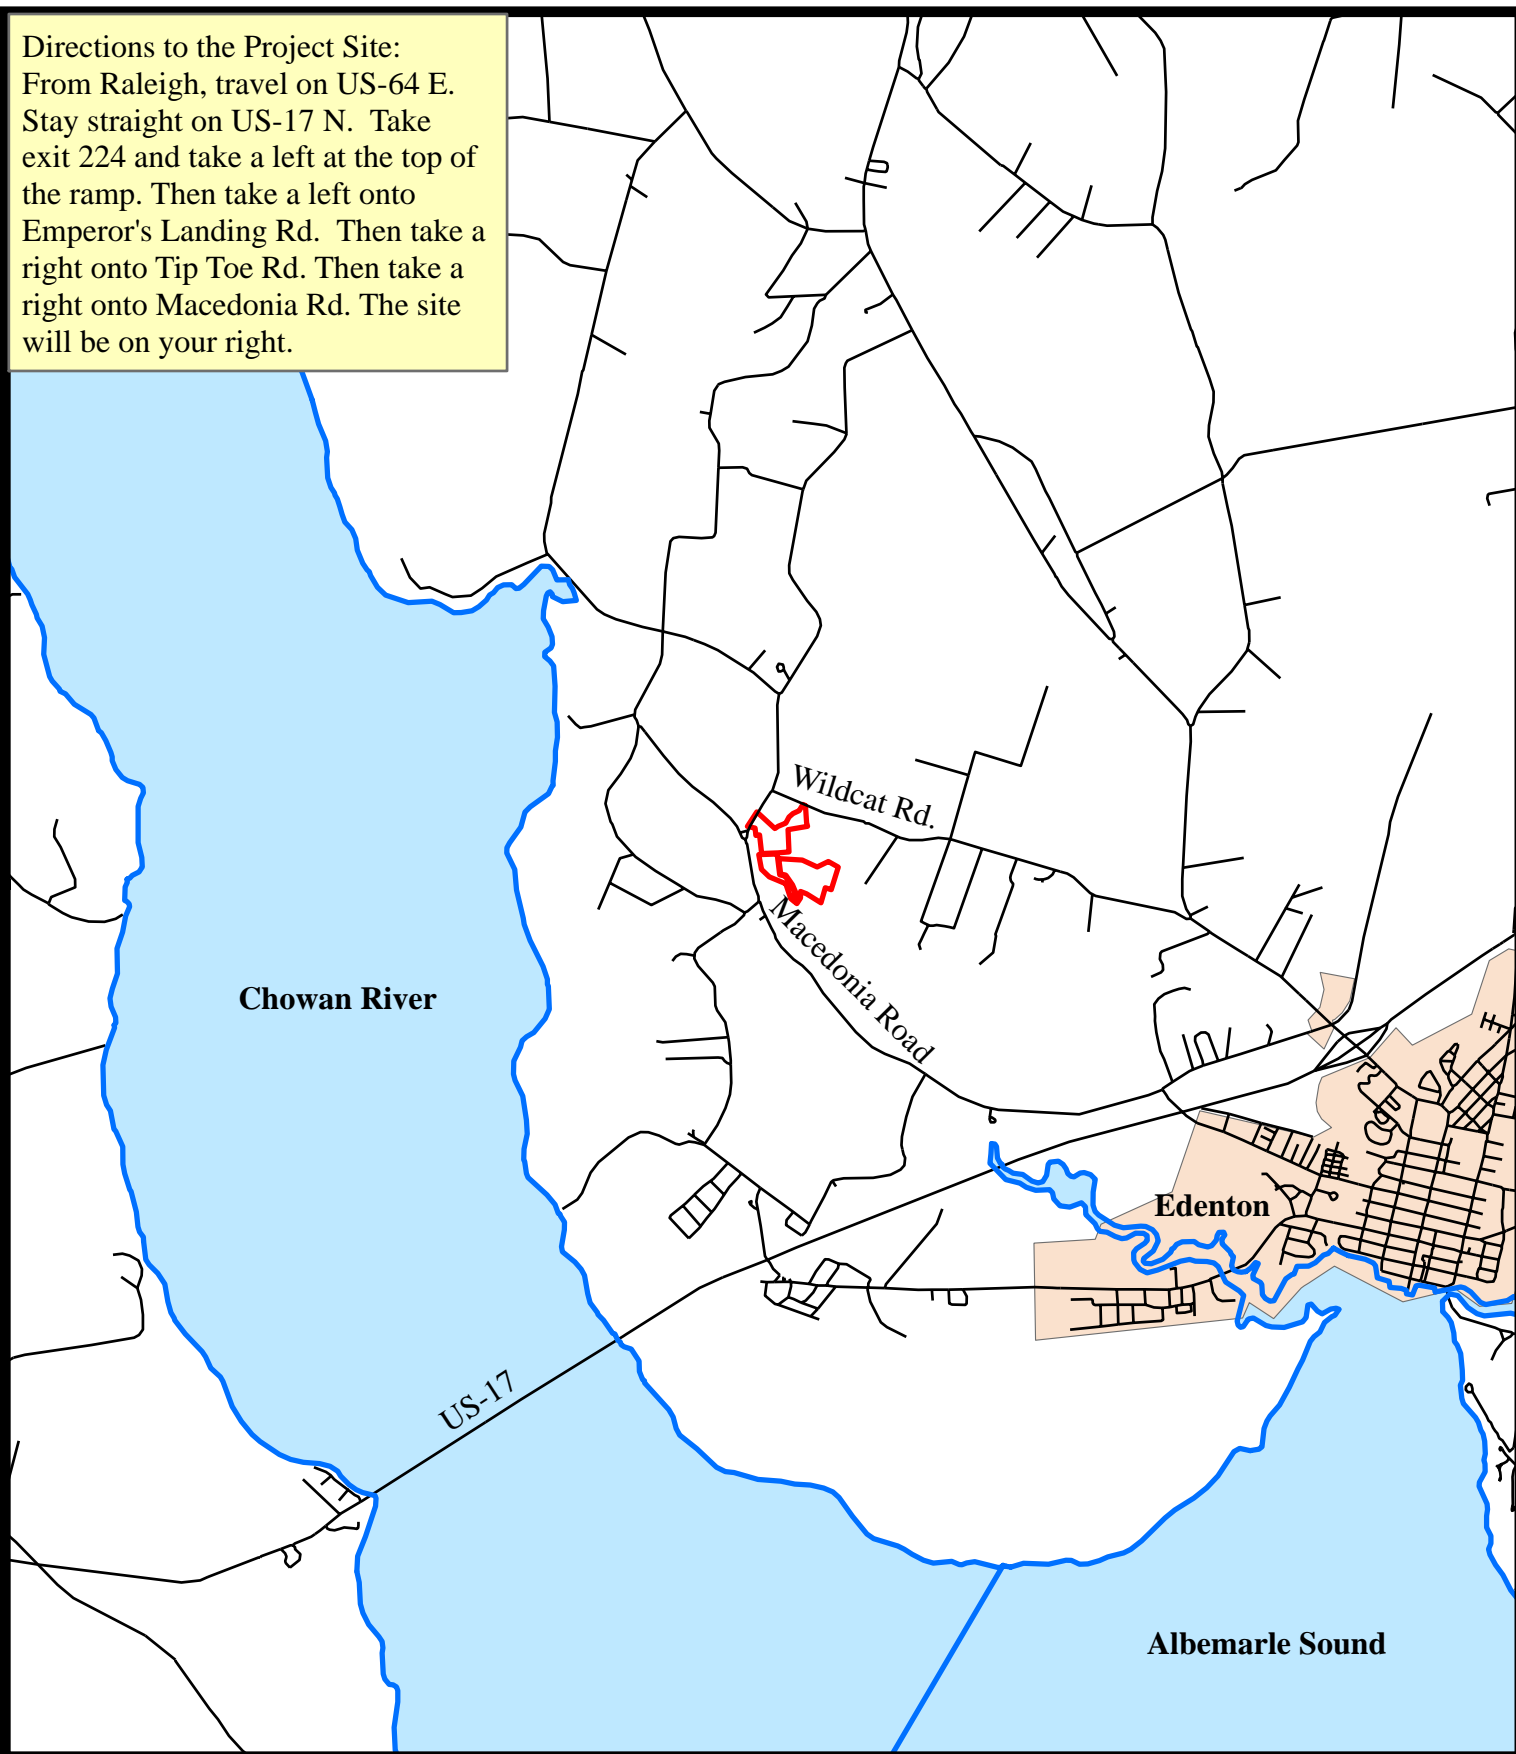 Directions to the Project Site:
From Raleigh, travel on US-64 E.
Stay straight on US-17 N.  Take
exit 224 and take a left at the top of
the ramp. Then take a left onto
Emperor's Landing Rd.  Then take a
right onto Tip Toe Rd. Then take a
right onto Macedonia Rd. The site
will be on your right.
Wildcat Rd.
Macedonia Road
Chowan River
Edenton
US-17
Albemarle Sound